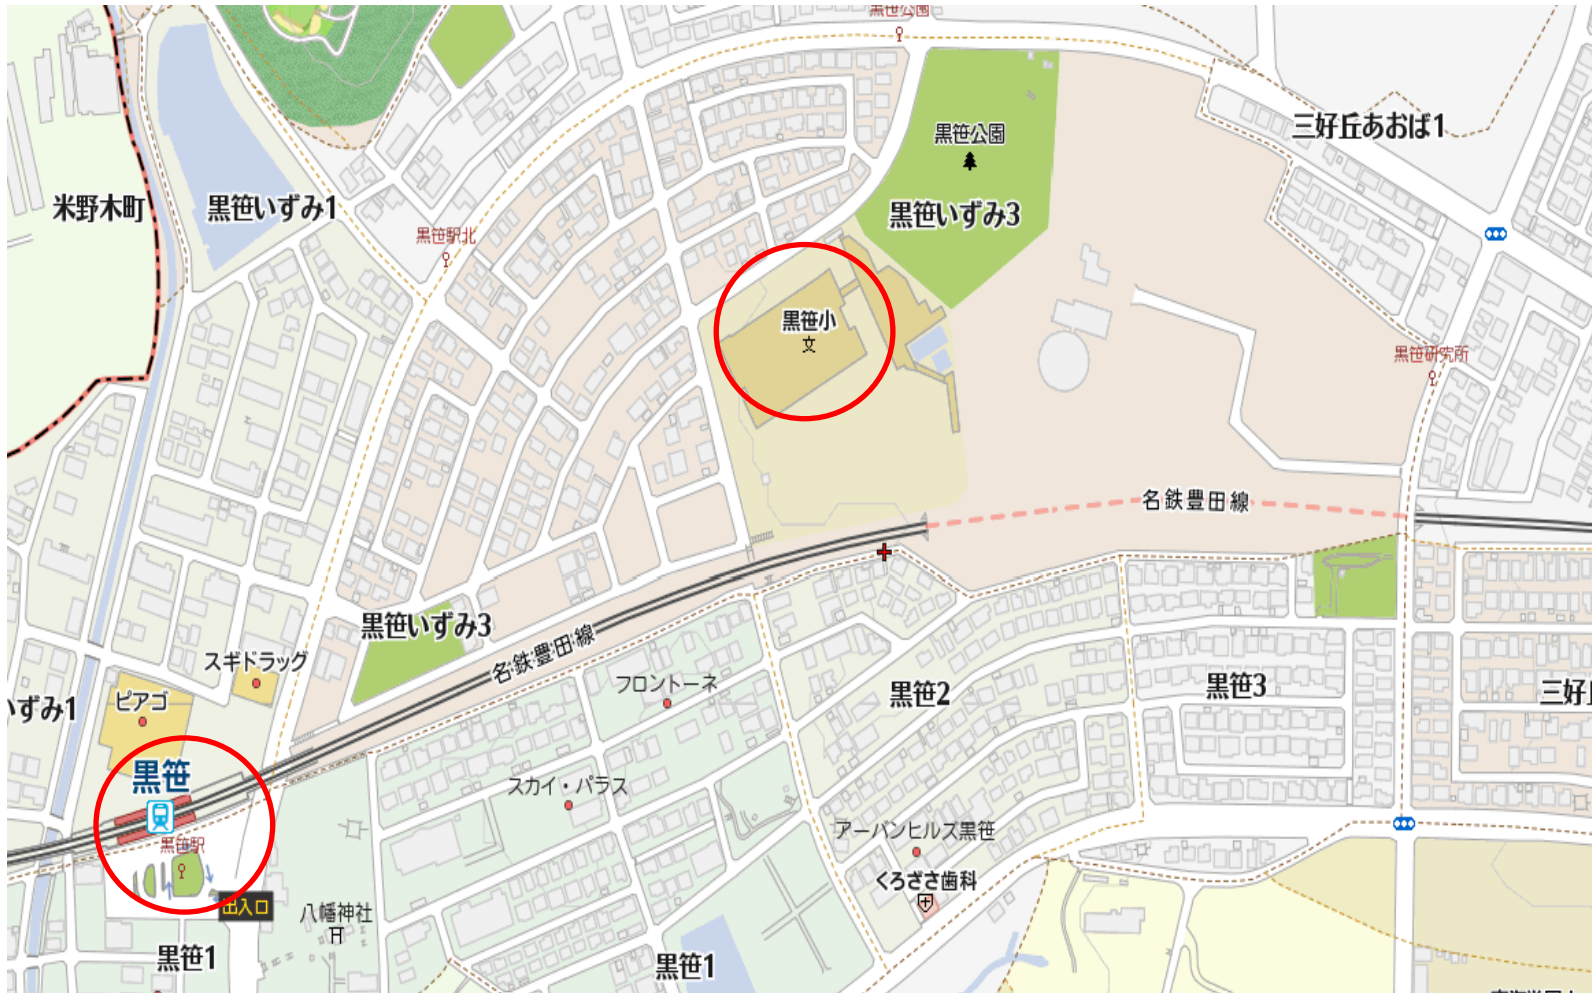 黒笹公園
三好丘あおば1
黒笹公園
米野木町
黒笹いずみ1
黒笹いずみ3
黒笹駅北
黒笹小
文
黒笹研究所
名鉄豊田線
黒笹いずみ3
名鉄豊田線
スギドラッグ
フロントーネ
黒笹2
黒笹3
三好丘
いずみ1
ピアゴ
黒笹
スカイ・パラス
アーバンヒルズ黒笹
黒笹駅
くろざさ歯科
出入口
八幡神社
黒笹1
黒笹1